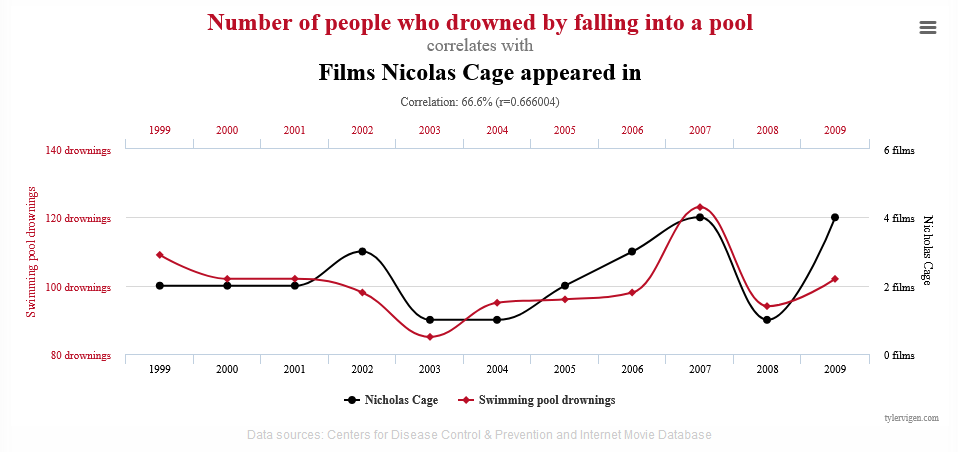 Number of people who drowned by falling into a pool
correlates with
Films Nicolas Cage appeared in
Correlation: 66.6% (r=0.666004)
1999 2000 2001 2002 2003 2004 2005 2006 2007 2008 2009
140 drownings 6 films
120 drownings 4 films
100 drownings 2 films
80 drownings 0 films
Swimming pool drownings
Nicholas Cage
1999 2000 2001 2002 2003 2004 2005 2006 2007 2008 2009
Nicholas Cage Swimming pool drownings
tylervigen.com
Data sources: Centers for Disease Control & Prevention and Internet Movie Database